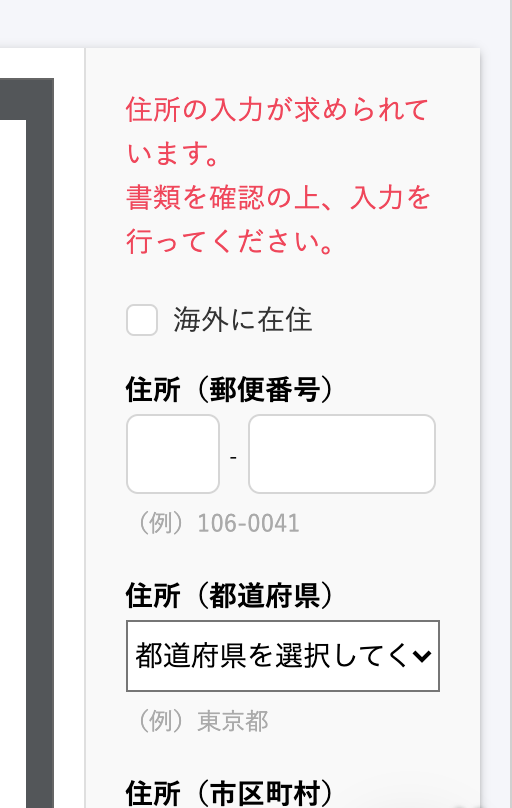 住所の入力が求められて
います。
書類を確認の上、入力を
行ってください。
海外に在住
住所（郵便番号）
-
（例）106-0041
住所（都道府県）
都道府県を選択してく
（例）東京都
住所（市区町村）